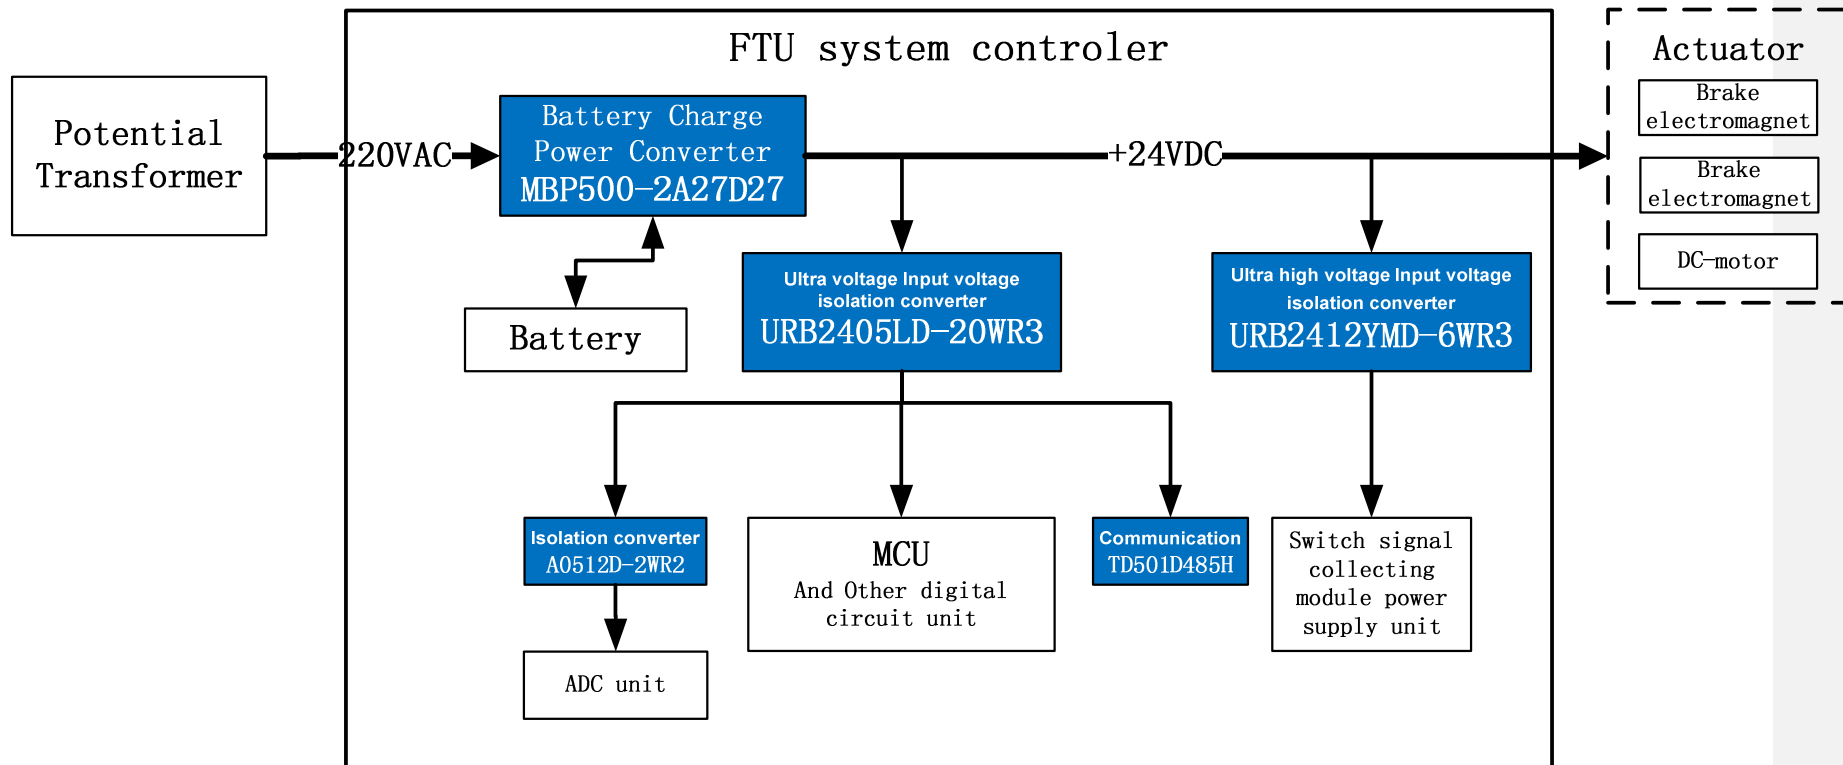 FTU system controler
Actuator
Potential
Transformer
220VAC
Battery Charge
Power Converter
MBP500-2A27D27
+24VDC
Brake
electromagnet
Brake
electromagnet
DC-motor
Battery
Ultra voltage Input voltage
isolation converter
URB2405LD-20WR3
Ultra high voltage Input voltage
isolation converter
URB2412YMD-6WR3
Isolation converter
A0512D-2WR2
MCU
And Other digital
circuit unit
Communication
TD501D485H
Switch signal
collecting
module power
supply unit
ADC unit